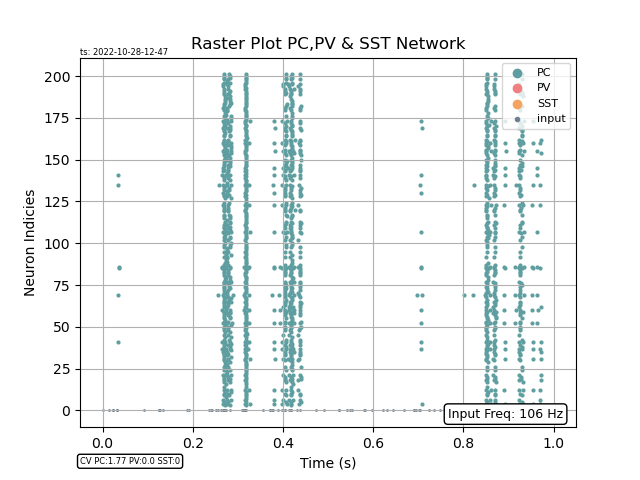 Raster Plot PC,PV & SST Network
ts: 2022-10-28-12-47
PC
PV
SST
input
200
175
150
125
100
75
50
25
0
Neuron Indicies
Input Freq: 106 Hz
0.0 0.2 0.4 0.6 0.8 1.0
Time (s)
CV PC:1.77 PV:0.0 SST:0